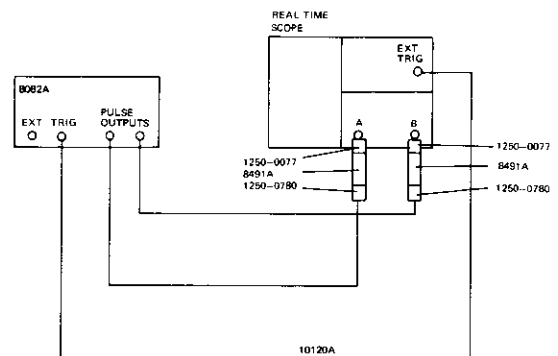 REAL TIME
SCOPE
EXT
TRIG
8082A
EXT TRIG
PULSE
OUTPUTS
A
B
1250-0077
8491A
1250-0780
1250-0077
8491A
1250-0780
10120A